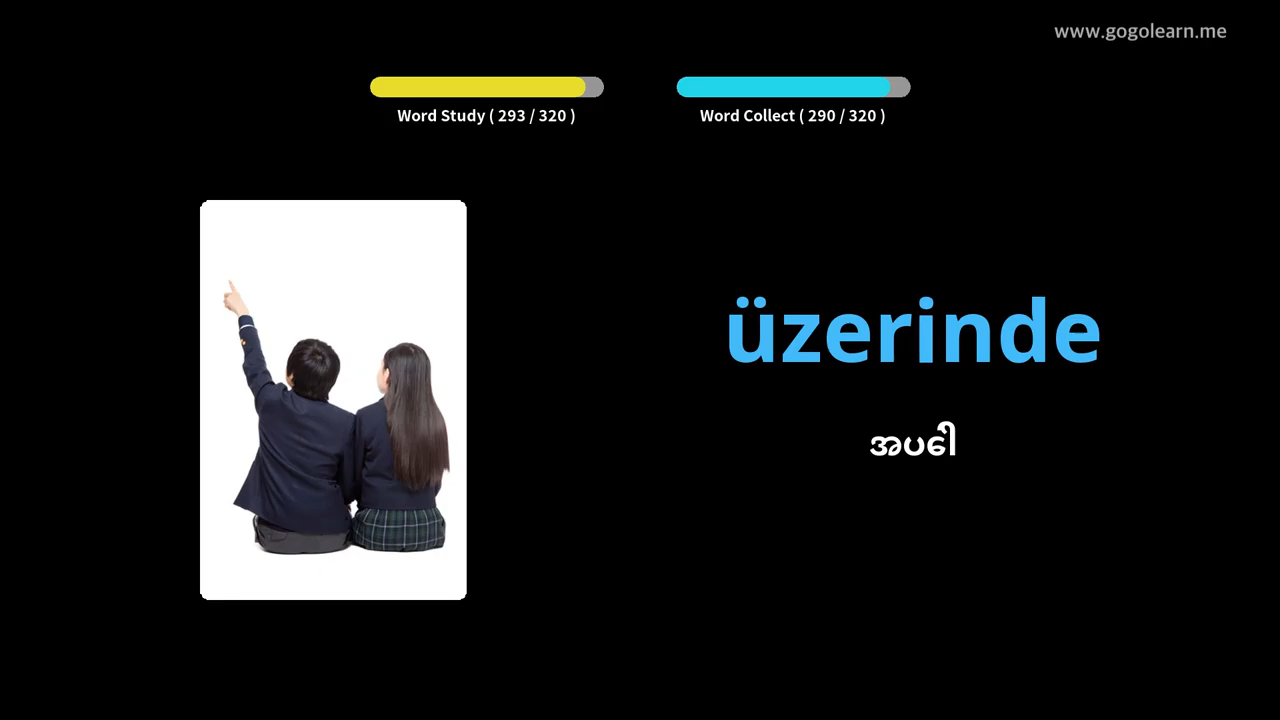 www.gogolearn.me
Word Study ( 293 / 320 )
Word Collect ( 290 / 320 )
üzerinde
အပေါ်